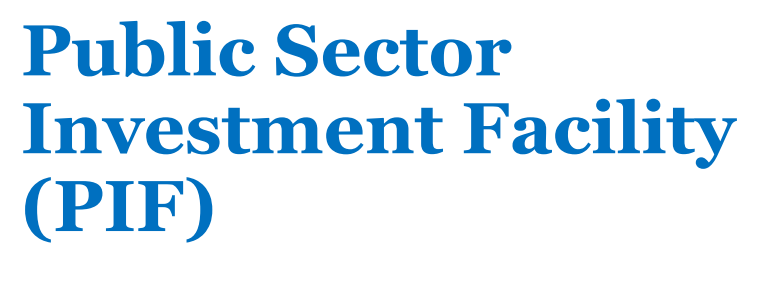 Public Sector
Investment Facility
(PIF)